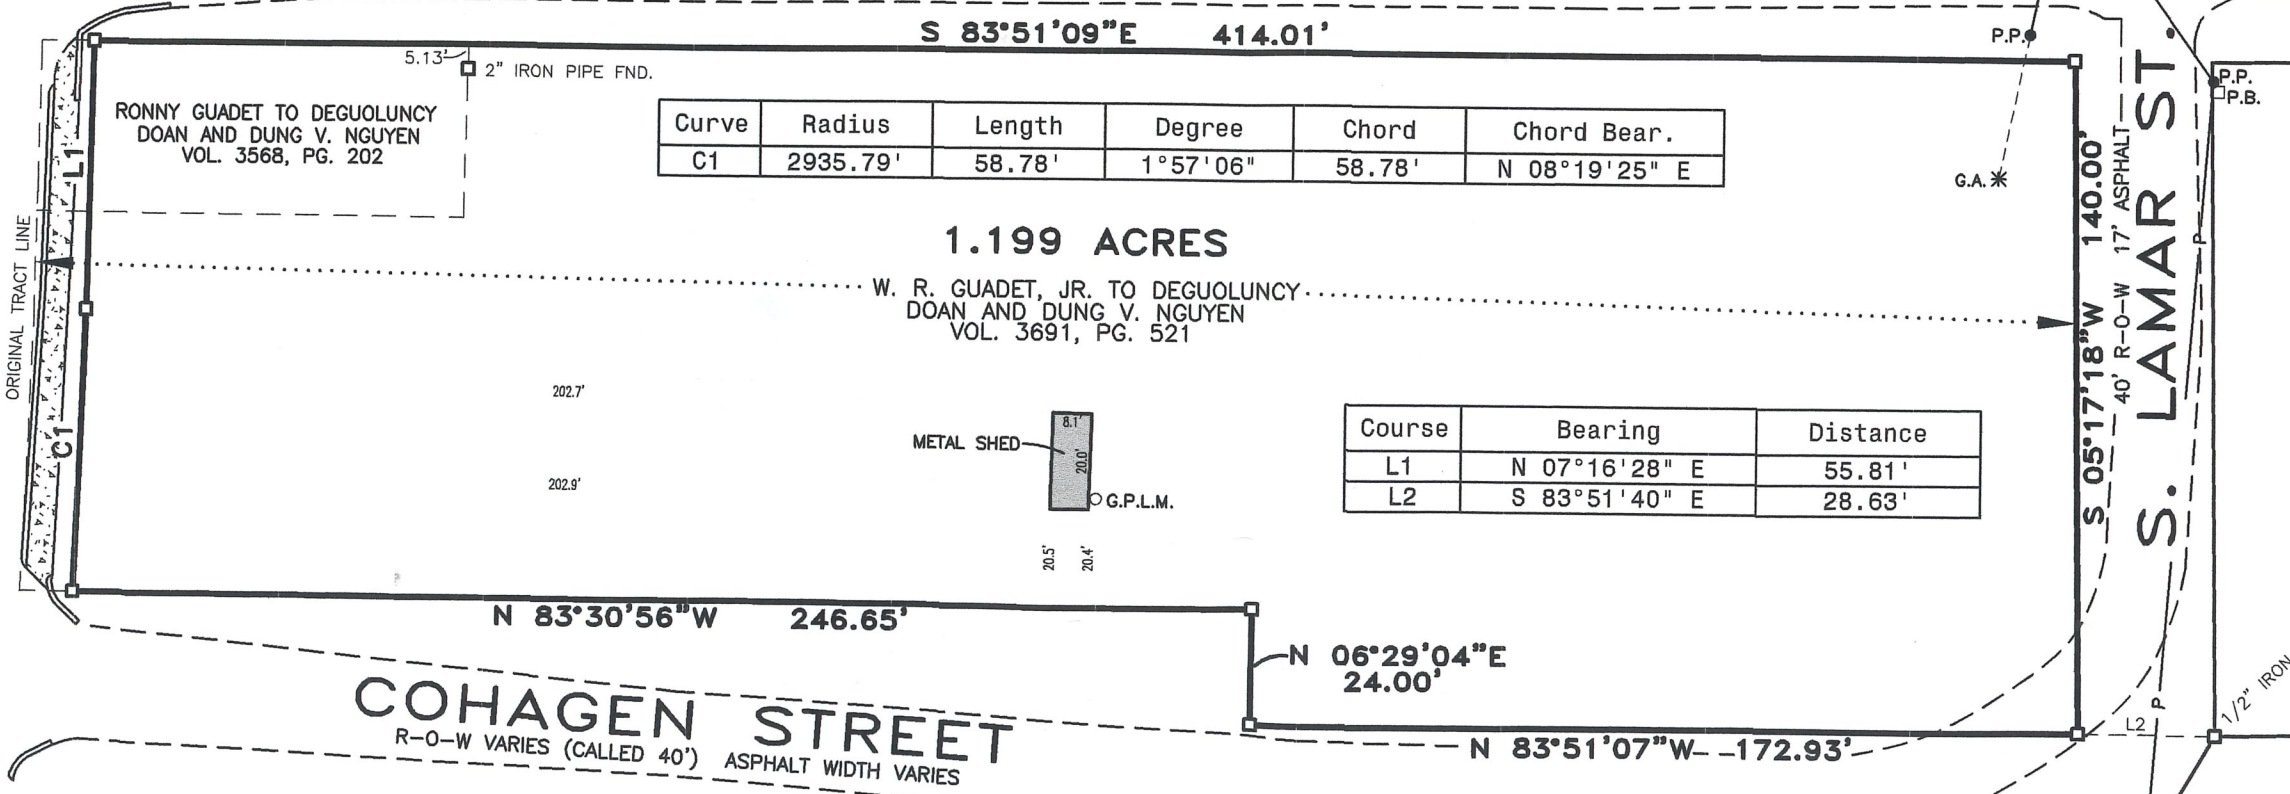 S 83°51'09"E 414.01'
5.13'
2" IRON PIPE FND.
P.P.
P.P.
P.B.
RONNY GUADET TO DEGUOLUNCY
DOAN AND DUNG V. NGUYEN
VOL. 3568, PG. 202
L1
Curve Radius Length Degree Chord Chord Bear.
C1 2935.79' 58.78' 1°57'06" 58.78' N 08°19'25" E
G.A.
ORIGINAL TRACT LINE
1.199 ACRES
W. R. GUADET, JR. TO DEGUOLUNCY
DOAN AND DUNG V. NGUYEN
VOL. 3691, PG. 521
S 05°17'18"W 140.00'
40' R-O-W 17' ASPHALT
S. LAMAR ST.
P
C1
202.7'
202.9'
METAL SHED
8.1'
20.0'
G.P.L.M.
20.5'
20.4'
Course Bearing Distance
L1 N 07°16'28" E 55.81'
L2 S 83°51'40" E 28.63'
N 83°30'56"W 246.65'
N 06°29'04"E
24.00'
COHAGEN STREET
R-O-W VARIES (CALLED 40') ASPHALT WIDTH VARIES
N 83°51'07"W 172.93'
L2
P
1/2" IRON